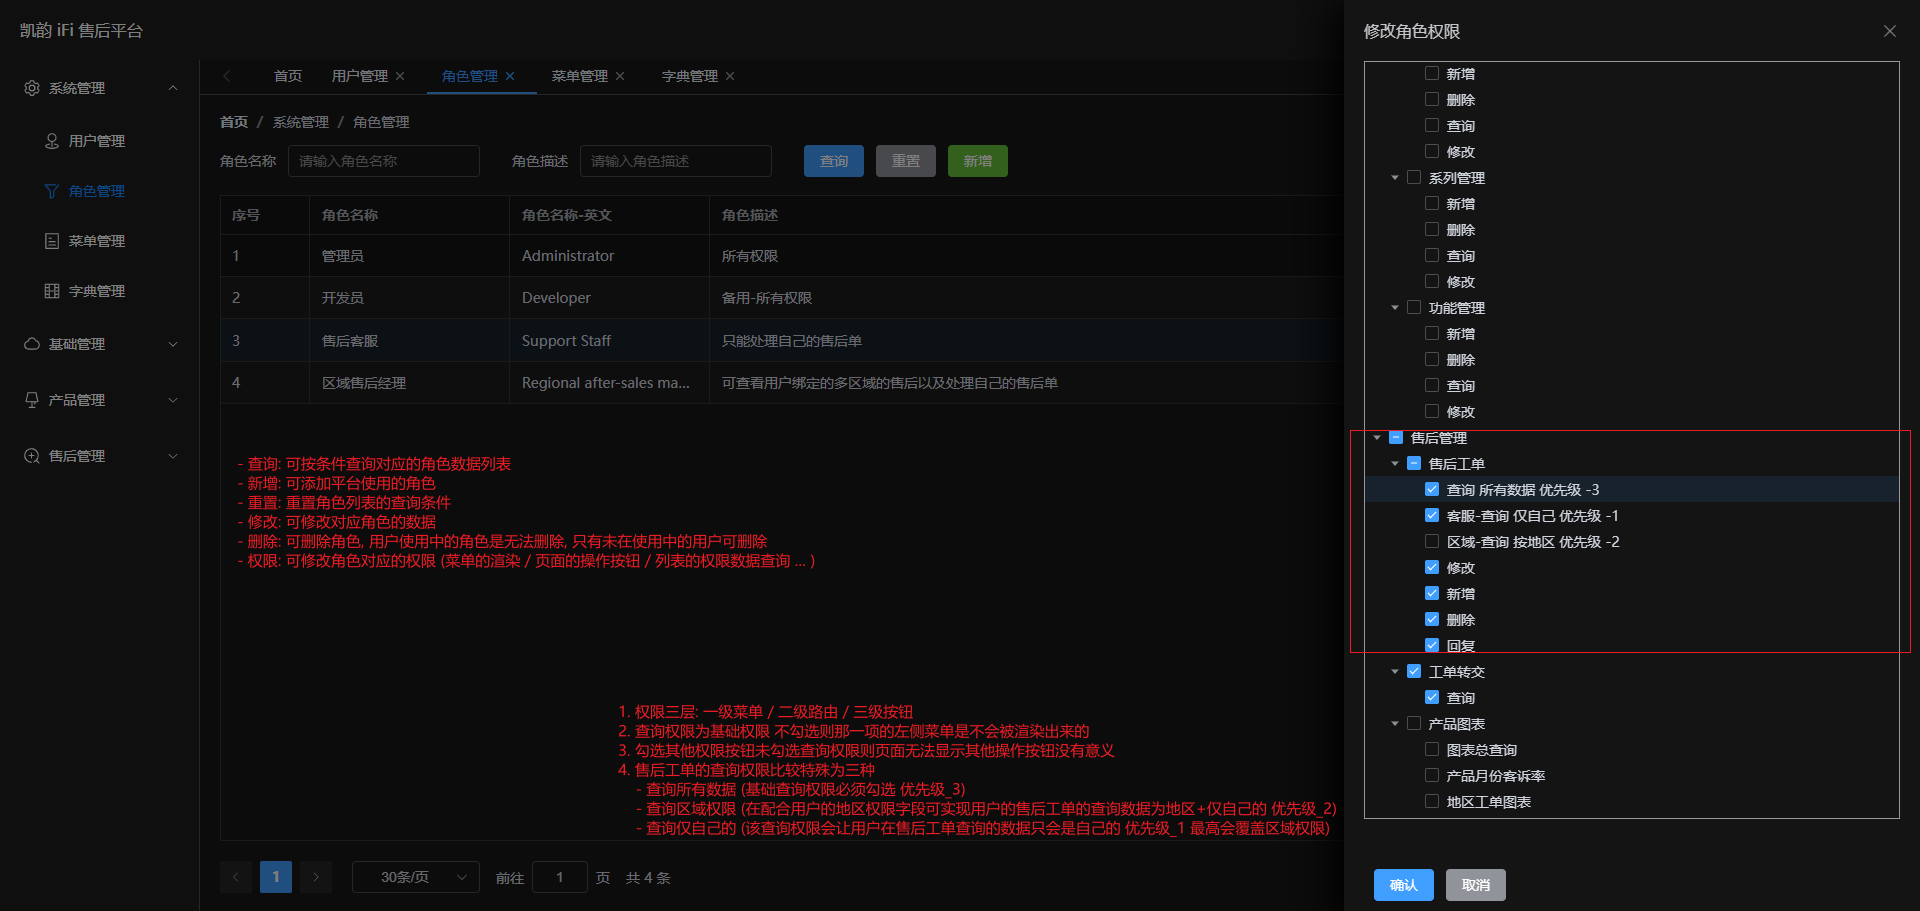 凯韵 iFi 售后平台
系统管理
用户管理
角色管理
菜单管理
字典管理
基础管理
产品管理
售后管理
首页 用户管理 角色管理 菜单管理 字典管理
首页 / 系统管理 / 角色管理
角色名称 请输入角色名称 角色描述 请输入角色描述 查询 重置 新增
序号 角色名称 角色名称-英文 角色描述
1 管理员 Administrator 所有权限
2 开发员 Developer 备用-所有权限
3 售后客服 Support Staff 只能处理自己的售后单
4 区域售后经理 Regional after-sales ma... 可查看用户绑定的多区域的售后以及处理自己的售后单
- 查询: 可按条件查询对应的角色数据列表
- 新增: 可添加平台使用的角色
- 重置: 重置角色列表的查询条件
- 修改: 可修改对应角色的数据
- 删除: 可删除角色, 用户使用中的角色是无法删除, 只有未在使用中的用户可删除
- 权限: 可修改角色对应的权限 (菜单的渲染 / 页面的操作按钮 / 列表的权限数据查询 ... )
1. 权限三层: 一级菜单 / 二级路由 / 三级按钮
2. 查询权限为基础权限 不勾选则那一项的左侧菜单是不会被渲染出来的
3. 勾选其他权限按钮未勾选查询权限则页面无法显示其他操作按钮没有意义
4. 售后工单的查询权限比较特殊为三种
- 查询所有数据 (基础查询权限必须勾选 优先级_3)
- 查询区域权限 (在配合用户的地区权限字段可实现用户的售后工单的查询数据为地区+仅自己的 优先级_2)
- 查询仅自己的 (该查询权限会让用户在售后工单查询的数据只会是自己的 优先级_1 最高会覆盖区域权限)
1 30条/页 前往 1 页 共 4 条
修改角色权限
新增
删除
查询
修改
系列管理
新增
删除
查询
修改
功能管理
新增
删除
查询
修改
售后管理
售后工单
查询 所有数据 优先级 -3
客服-查询 仅自己 优先级 -1
区域-查询 按地区 优先级 -2
修改
新增
删除
回复
工单转交
查询
产品图表
图表总查询
产品月份客诉率
地区工单图表
确认 取消